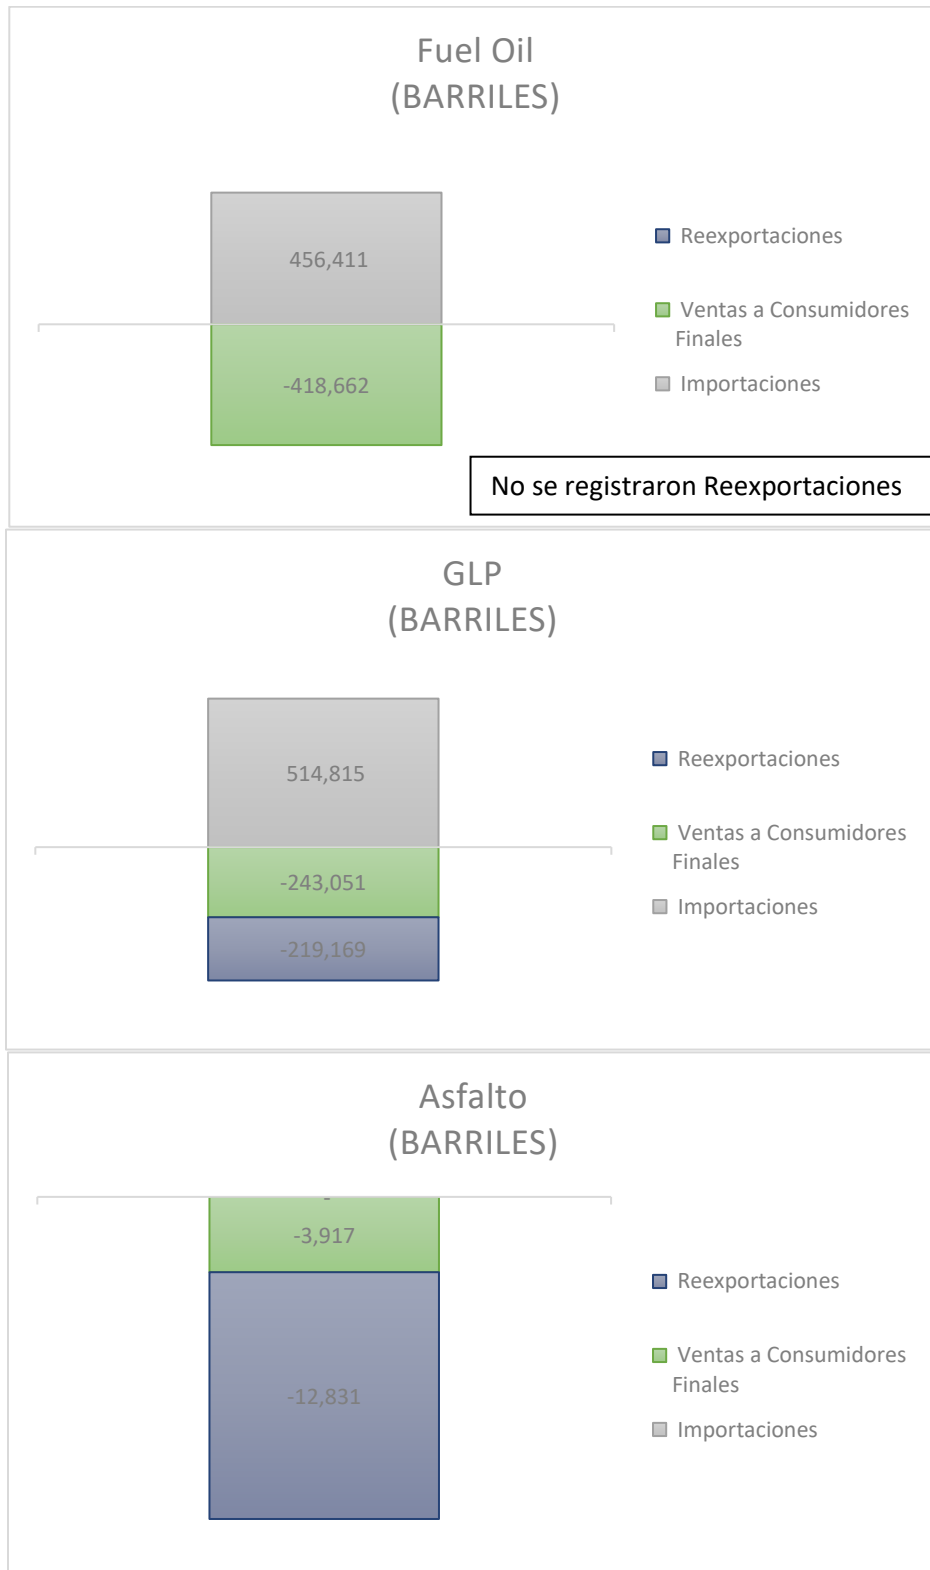 Fuel Oil
(BARRILES)
456,411
-418,662
Reexportaciones
Ventas a Consumidores
Finales
Importaciones
No se registraron Reexportaciones
GLP
(BARRILES)
514,815
-243,051
-219,169
Reexportaciones
Ventas a Consumidores
Finales
Importaciones
Asfalto
(BARRILES)
-
-3,917
-12,831
Reexportaciones
Ventas a Consumidores
Finales
Importaciones